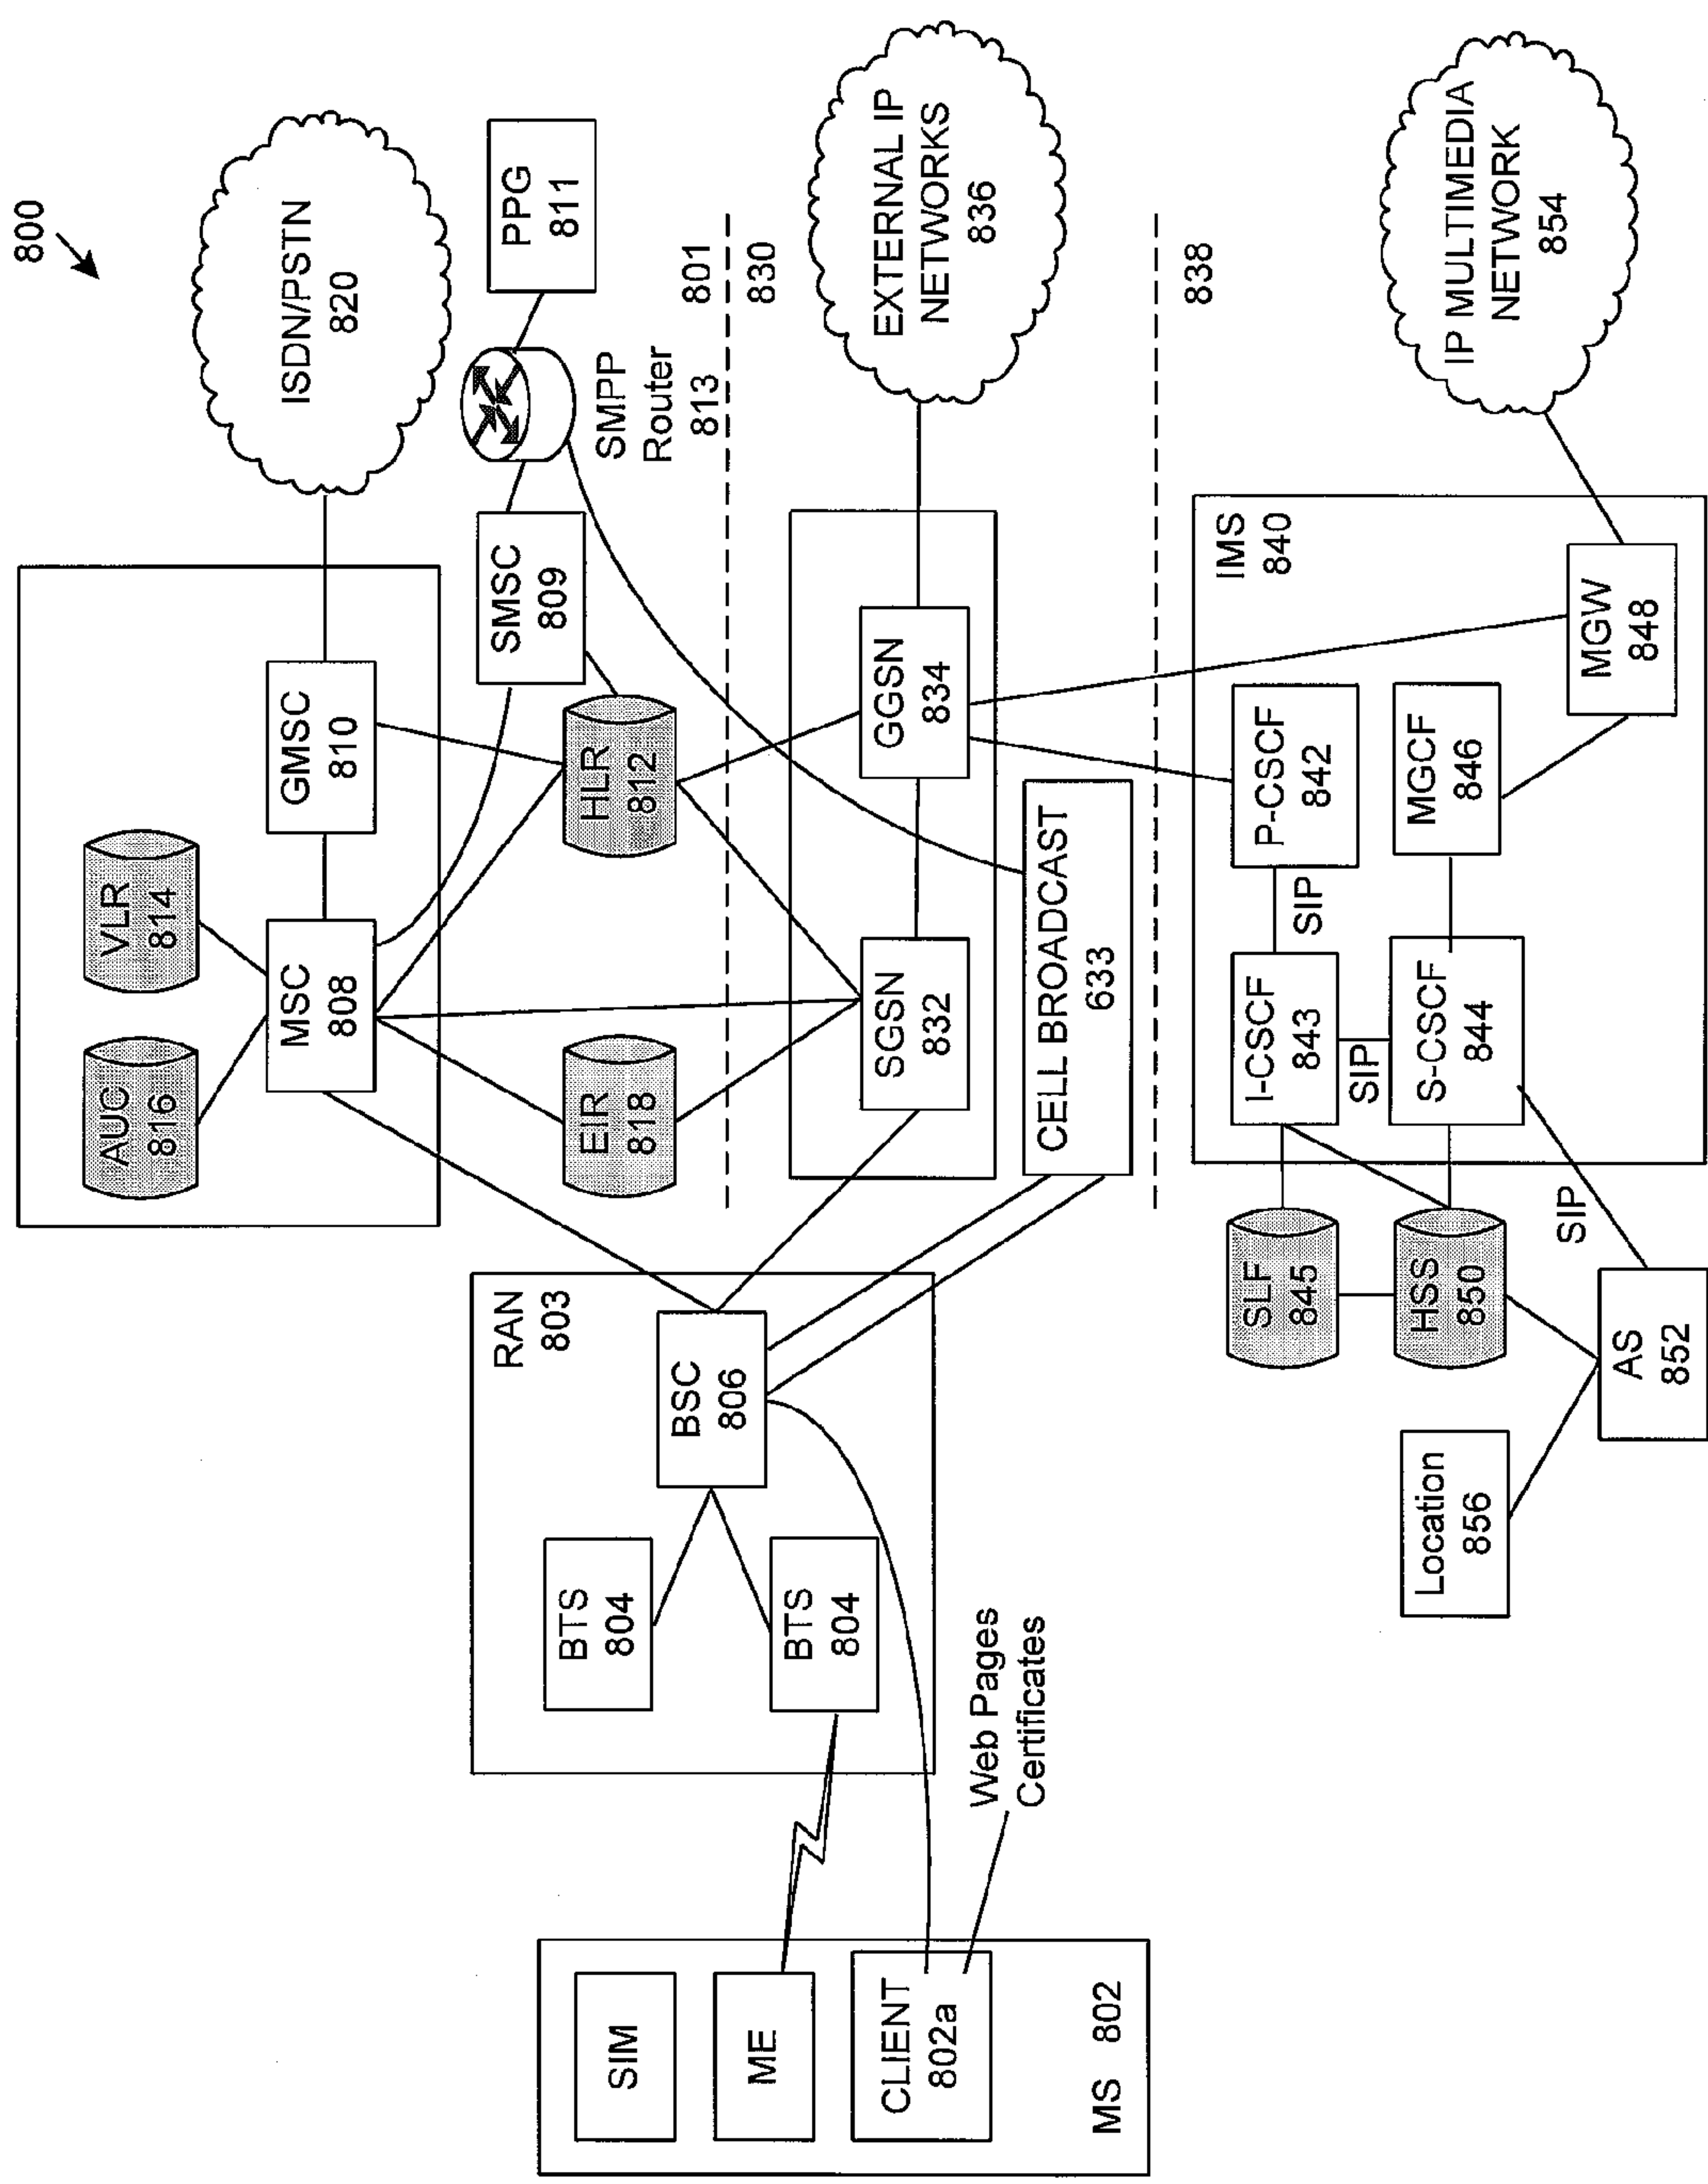 800
AUC
816
VLR
814
MSC
808
GMSC
810
ISDN/PSTN
820
SMSC
809
PPG
811
SMPP
Router
813
EIR
818
HLR
812
801
830
RAN
803
BTS
804
BTS
804
BSC
806
SIM
ME
CLIENT
802a
MS 802
Web Pages
Certificates
SGSN
832
GGSN
834
EXTERNAL IP
NETWORKS
836
CELL BROADCAST
633
838
IMS
840
I-CSCF
843
SIP
P-CSCF
842
SIP
S-CSCF
844
MGCF
846
MGW
848
IP MULTIMEDIA
NETWORK
854
SLF
845
HSS
850
SIP
Location
856
AS
852